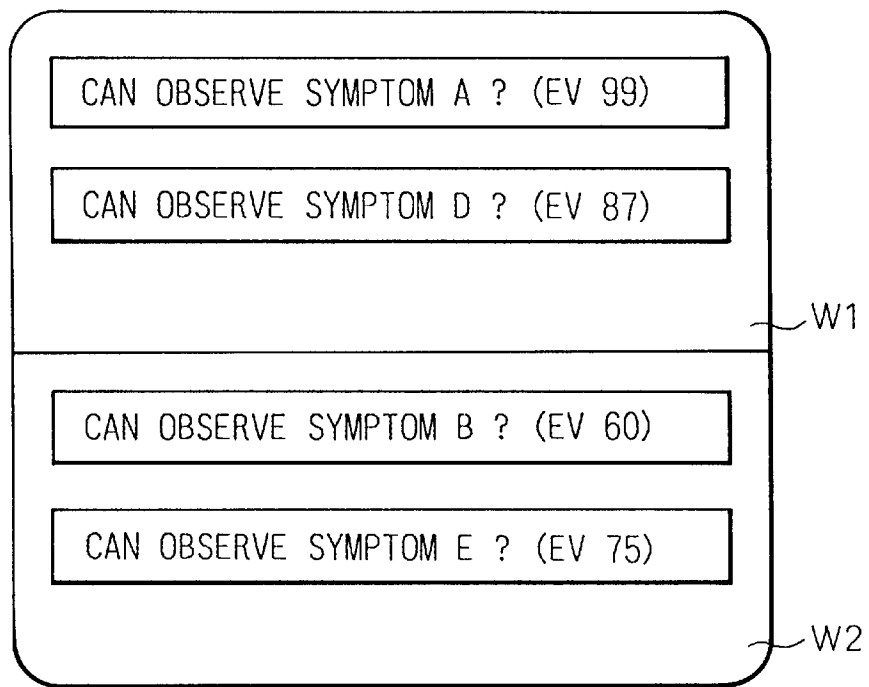 CAN OBSERVE SYMPTOM A ? (EV 99)
CAN OBSERVE SYMPTOM D ? (EV 87)
W1
CAN OBSERVE SYMPTOM B ? (EV 60)
CAN OBSERVE SYMPTOM E ? (EV 75)
W2